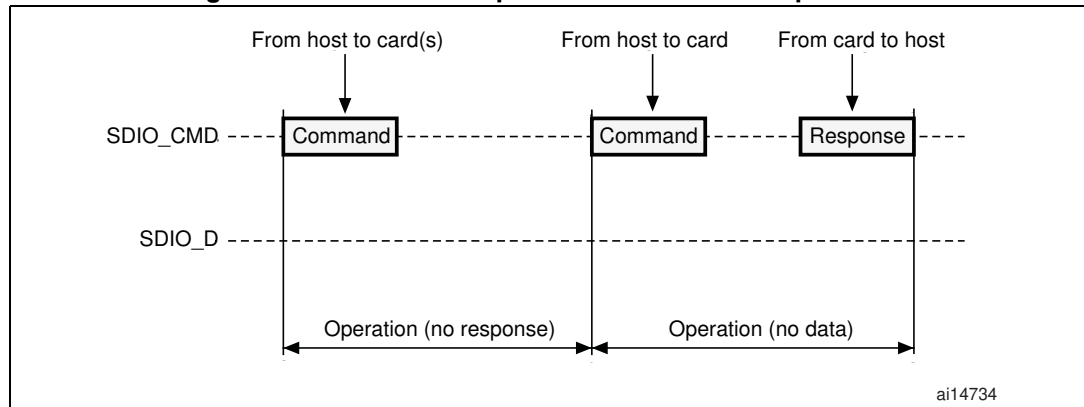 From host to card(s) From host to card From card to host
SDIO_CMD Command Command Response
SDIO_D
Operation (no response) Operation (no data)
ai14734